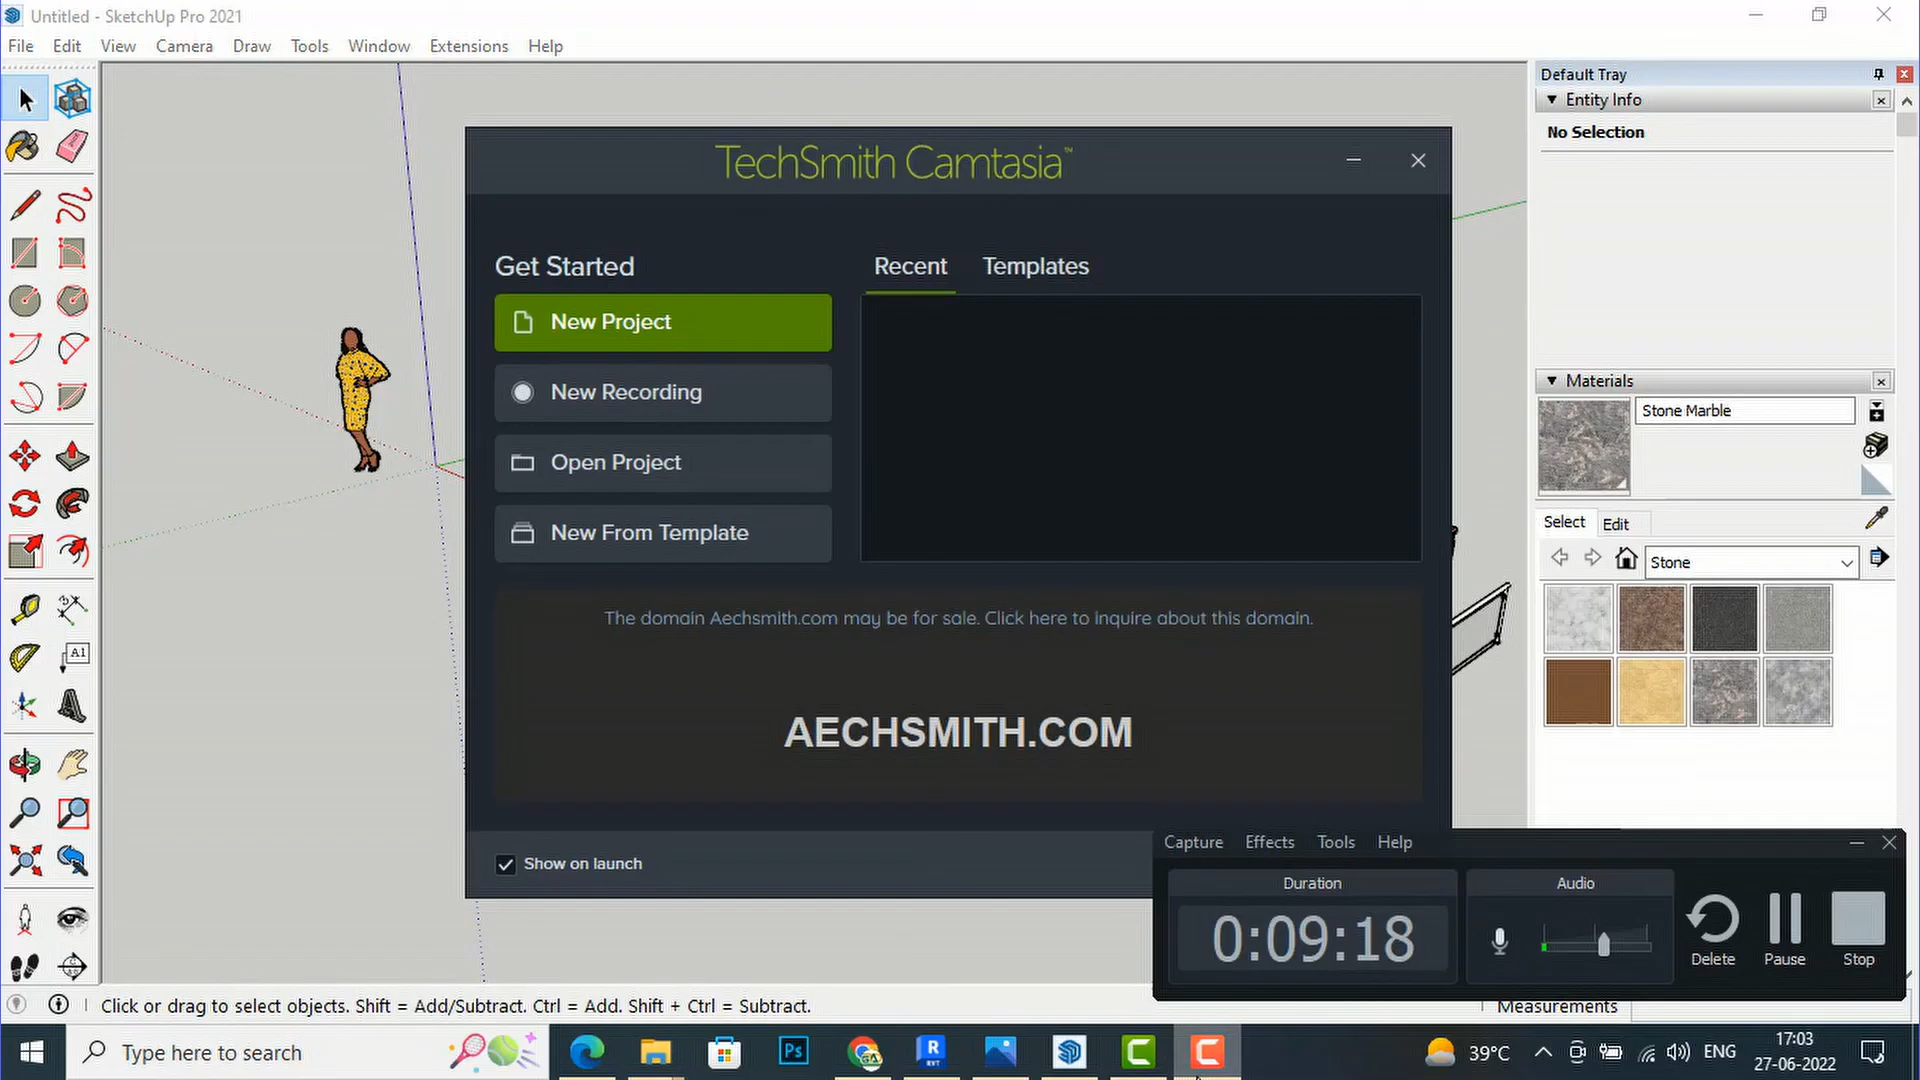 Untitled - SketchUp Pro 2021
File Edit View Camera Draw Tools Window Extensions Help
Default Tray
Entity Info
No Selection
TechSmith Camtasia™
Get Started
Recent Templates
New Project
New Recording
Open Project
New From Template
Materials
Stone Marble
Select Edit
Stone
The domain Aechsmith.com may be for sale. Click here to inquire about this domain.
AECHSMITH.COM
Show on launch
Capture Effects Tools Help
Duration
Audio
0:09:18
Delete Pause Stop
A1
Click or drag to select objects. Shift = Add/Subtract. Ctrl = Add. Shift + Ctrl = Subtract.
Measurements
Type here to search
Ps
GA
R
RVT
C
C
39°C
ENG
17:03
27-06-2022